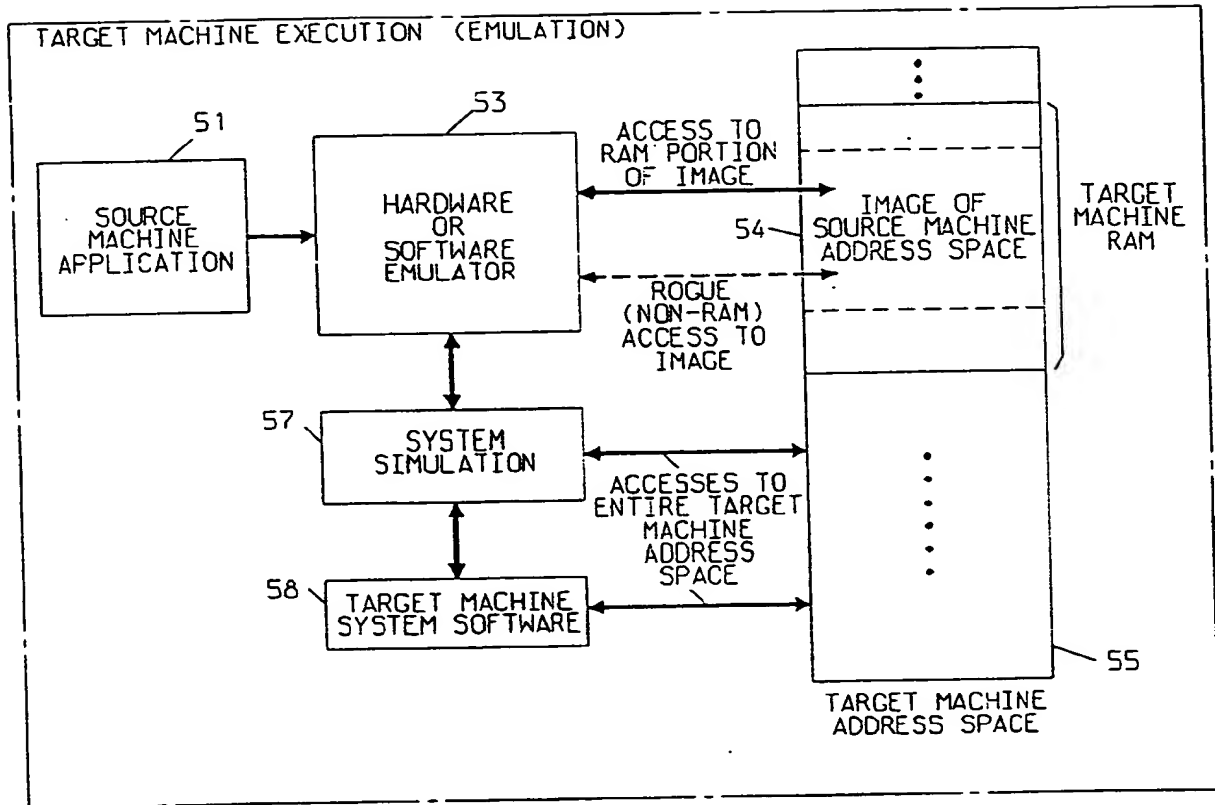 TARGET MACHINE EXECUTION (EMULATION)
51
SOURCE
MACHINE
APPLICATION
53
HARDWARE
OR
SOFTWARE
EMULATOR
ACCESS TO
RAM PORTION
OF IMAGE
ROGUE
(NON-RAM)
ACCESS TO
IMAGE
54
IMAGE OF
SOURCE MACHINE
ADDRESS SPACE
TARGET
MACHINE
RAM
57
SYSTEM
SIMULATION
ACCESSES TO
ENTIRE TARGET
MACHINE
ADDRESS
SPACE
58
TARGET MACHINE
SYSTEM SOFTWARE
55
TARGET MACHINE
ADDRESS SPACE